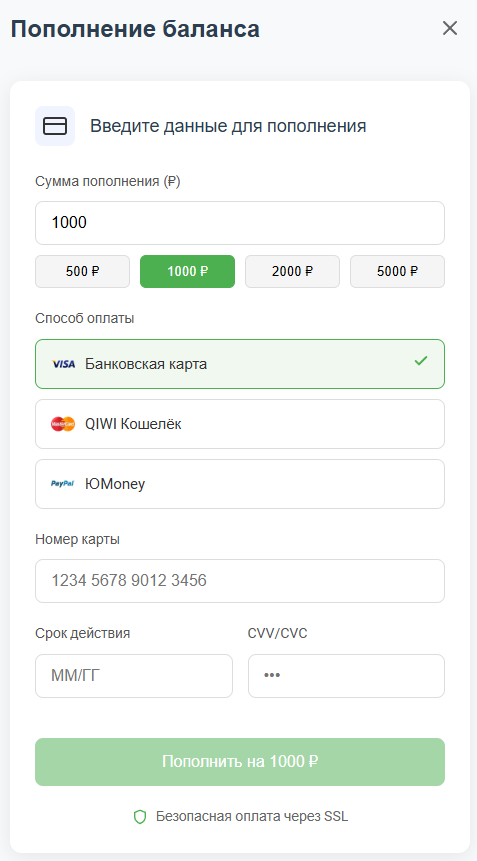 Пополнение баланса
Введите данные для пополнения
Сумма пополнения (₽)
1000
500 ₽ 1000 ₽ 2000 ₽ 5000 ₽
Способ оплаты
VISA Банковская карта
MasterCard QIWI Кошелёк
PayPal ЮMoney
Номер карты
1234 5678 9012 3456
Срок действия CVV/CVC
ММ/ГГ •••
Пополнить на 1000 ₽
Безопасная оплата через SSL